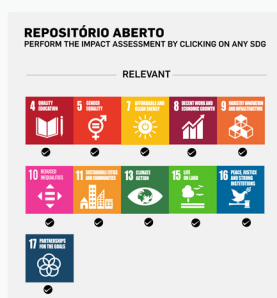 REPOSITÓRIO ABERTO
PERFORM THE IMPACT ASSESSMENT BY CLICKING ON ANY SDG
RELEVANT
4 QUALITY EDUCATION
5 GENDER EQUALITY
7 AFFORDABLE AND CLEAN ENERGY
8 DECENT WORK AND ECONOMIC GROWTH
9 INDUSTRY, INNOVATION AND INFRASTRUCTURE
10 REDUCED INEQUALITIES
11 SUSTAINABLE CITIES AND COMMUNITIES
13 CLIMATE ACTION
15 LIFE ON LAND
16 PEACE, JUSTICE AND STRONG INSTITUTIONS
17 PARTNERSHIPS FOR THE GOALS